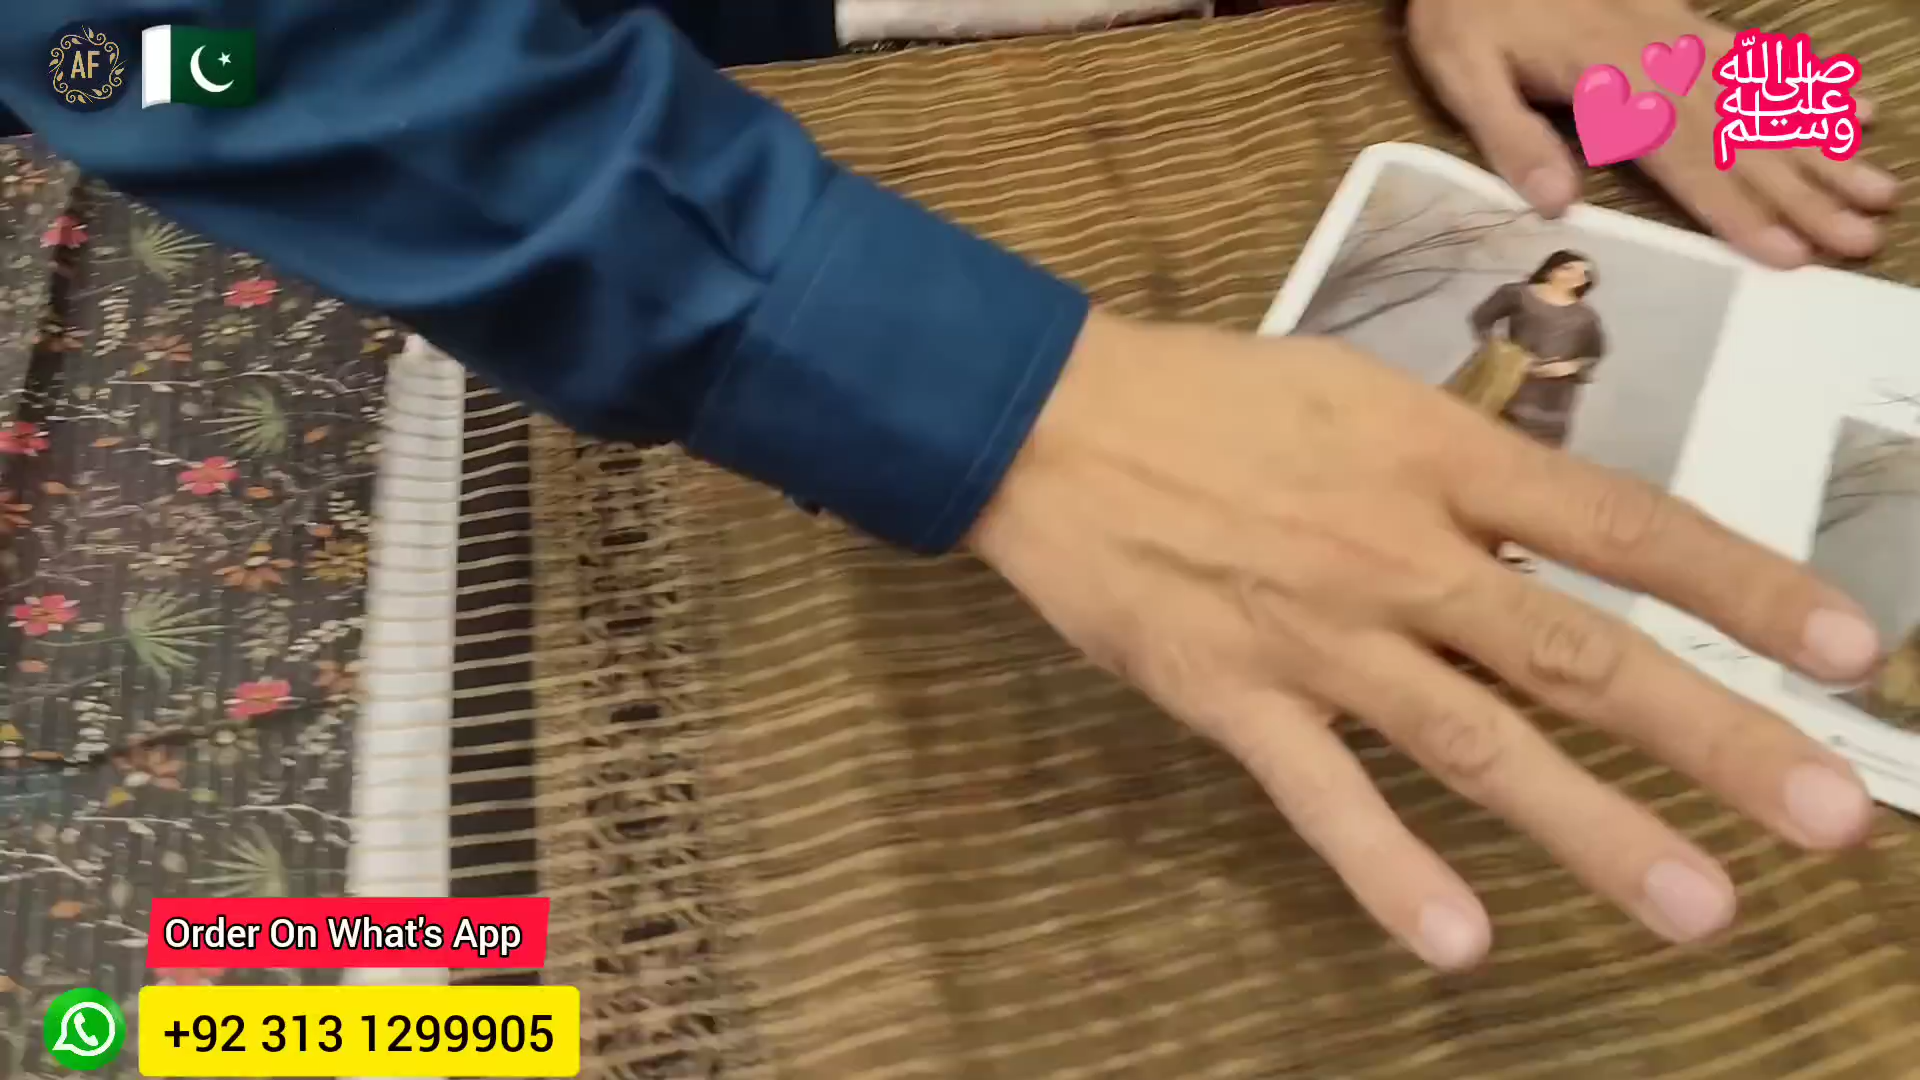 AF
صلى الله
عليه
وسلم
Order On What's App
+92 313 1299905